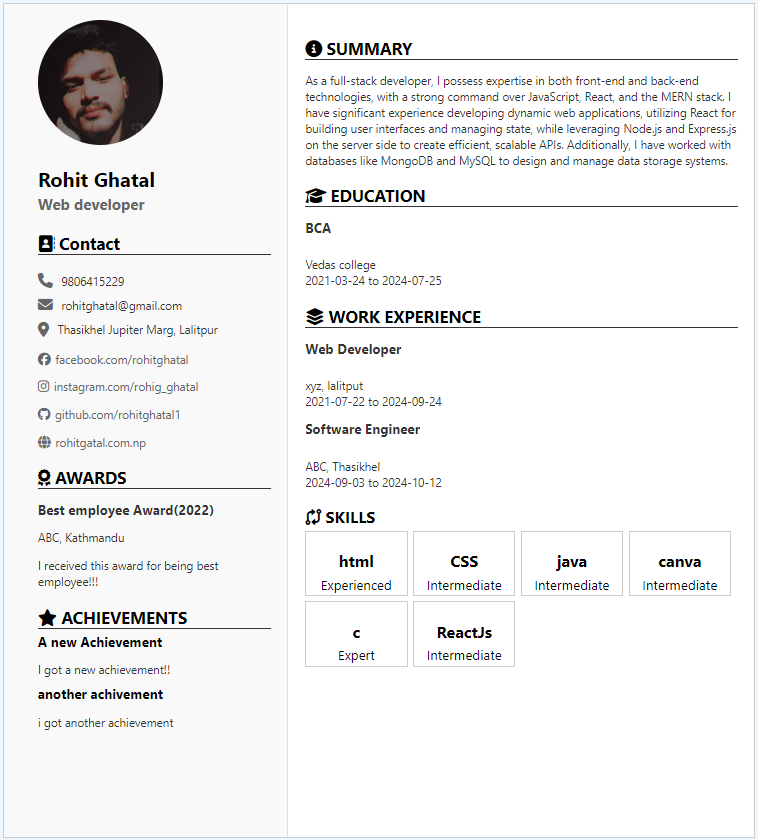 Rohit Ghatal
Web developer
Contact
9806415229
rohitghatal@gmail.com
Thasikhel Jupiter Marg, Lalitpur
facebook.com/rohitghatal
instagram.com/rohig_ghatal
github.com/rohitghatal1
rohitgatal.com.np
AWARDS
Best employee Award(2022)
ABC, Kathmandu
I received this award for being best
employee!!!
ACHIEVEMENTS
A new Achievement
I got a new achievement!!
another achivement
i got another achievement
SUMMARY
As a full-stack developer, I possess expertise in both front-end and back-end
technologies, with a strong command over JavaScript, React, and the MERN stack. I
have significant experience developing dynamic web applications, utilizing React for
building user interfaces and managing state, while leveraging Node.js and Express.js
on the server side to create efficient, scalable APIs. Additionally, I have worked with
databases like MongoDB and MySQL to design and manage data storage systems.
EDUCATION
BCA
Vedas college
2021-03-24 to 2024-07-25
WORK EXPERIENCE
Web Developer
xyz, lalitpur
2021-07-22 to 2024-09-24
Software Engineer
ABC, Thasikhel
2024-09-03 to 2024-10-12
SKILLS
html
Experienced
CSS
Intermediate
java
Intermediate
canva
Intermediate
c
Expert
ReactJs
Intermediate